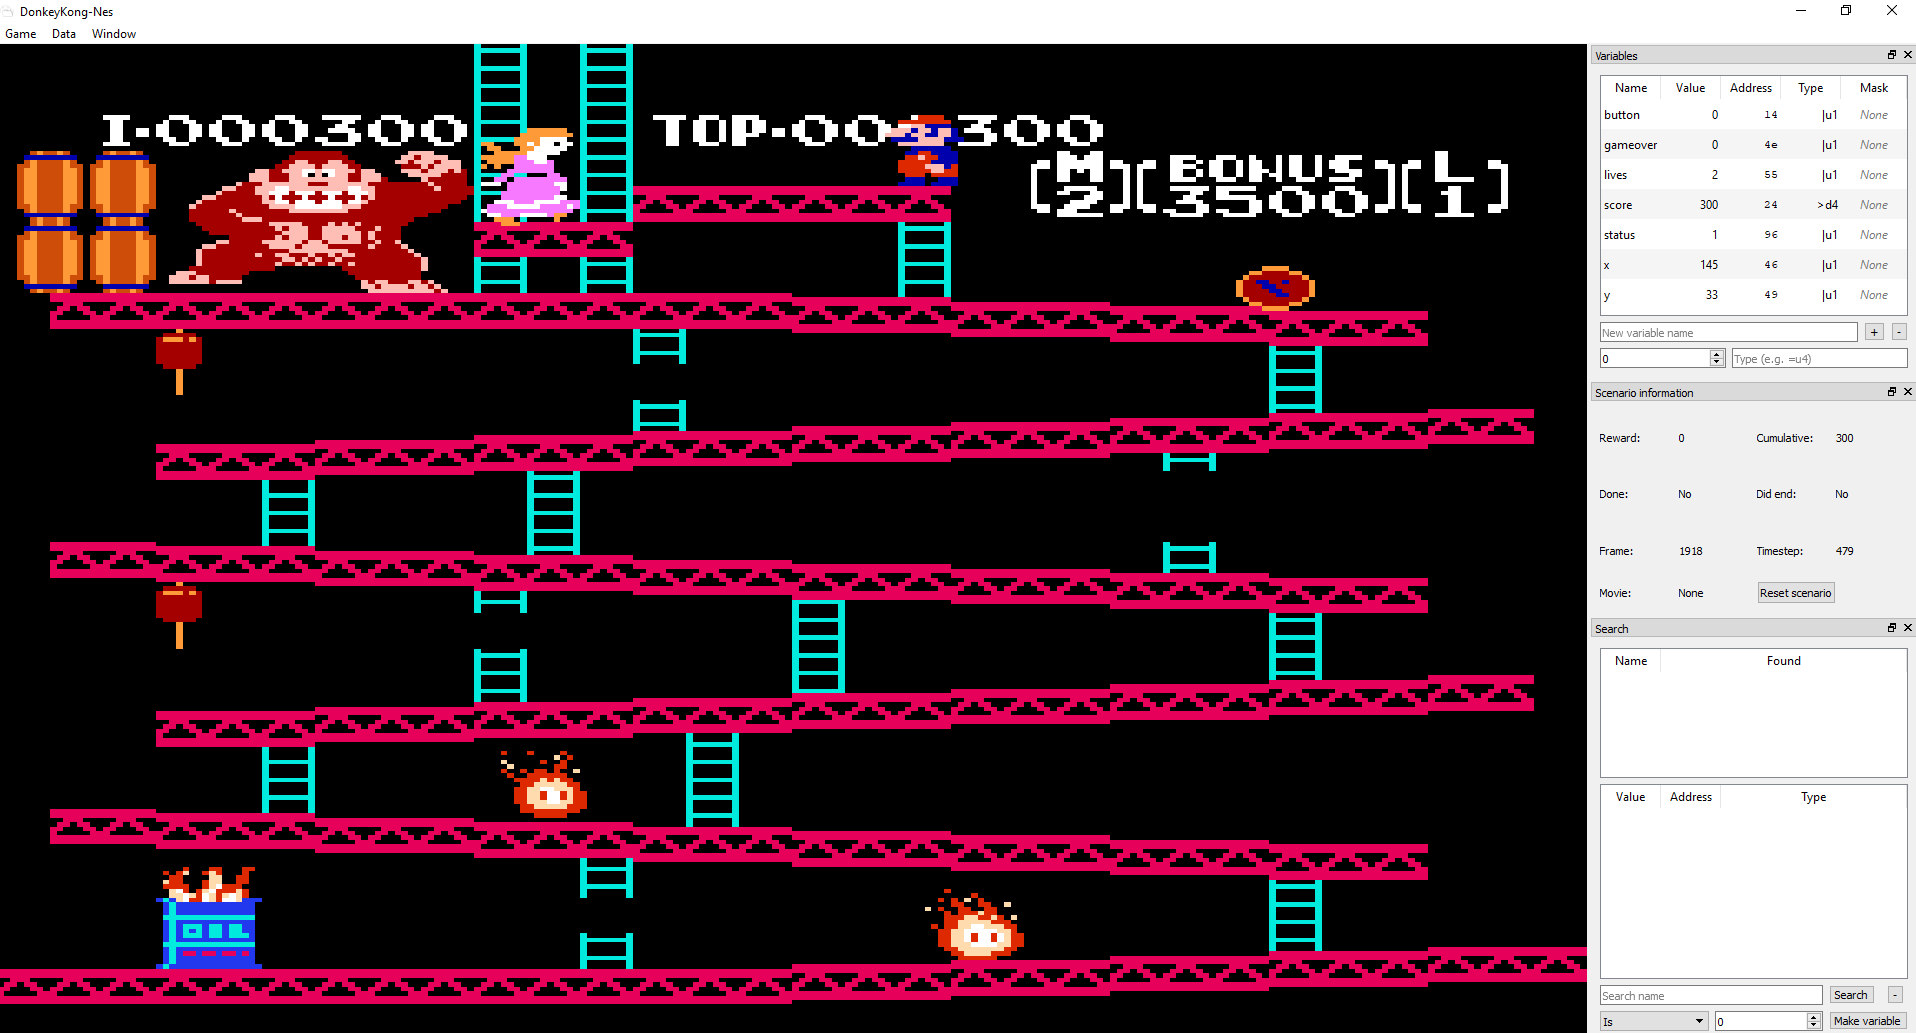 DonkeyKong-Nes
Game Data Window
I-000300 TOP-00 300
[M [BONUS [L
2] 3500] 1]
OIL
Variables
Name Value Address Type Mask
button 0 14 |u1 None
gameover 0 4e |u1 None
lives 2 55 |u1 None
score 300 24 >d4 None
status 1 96 |u1 None
x 145 46 |u1 None
y 33 49 |u1 None
New variable name + -
0 Type (e.g. =u4)
Scenario information
Reward: 0 Cumulative: 300
Done: No Did end: No
Frame: 1918 Timestep: 479
Movie: None Reset scenario
Search
Name Found
Value Address Type
Search name Search -
Is 0 Make variable